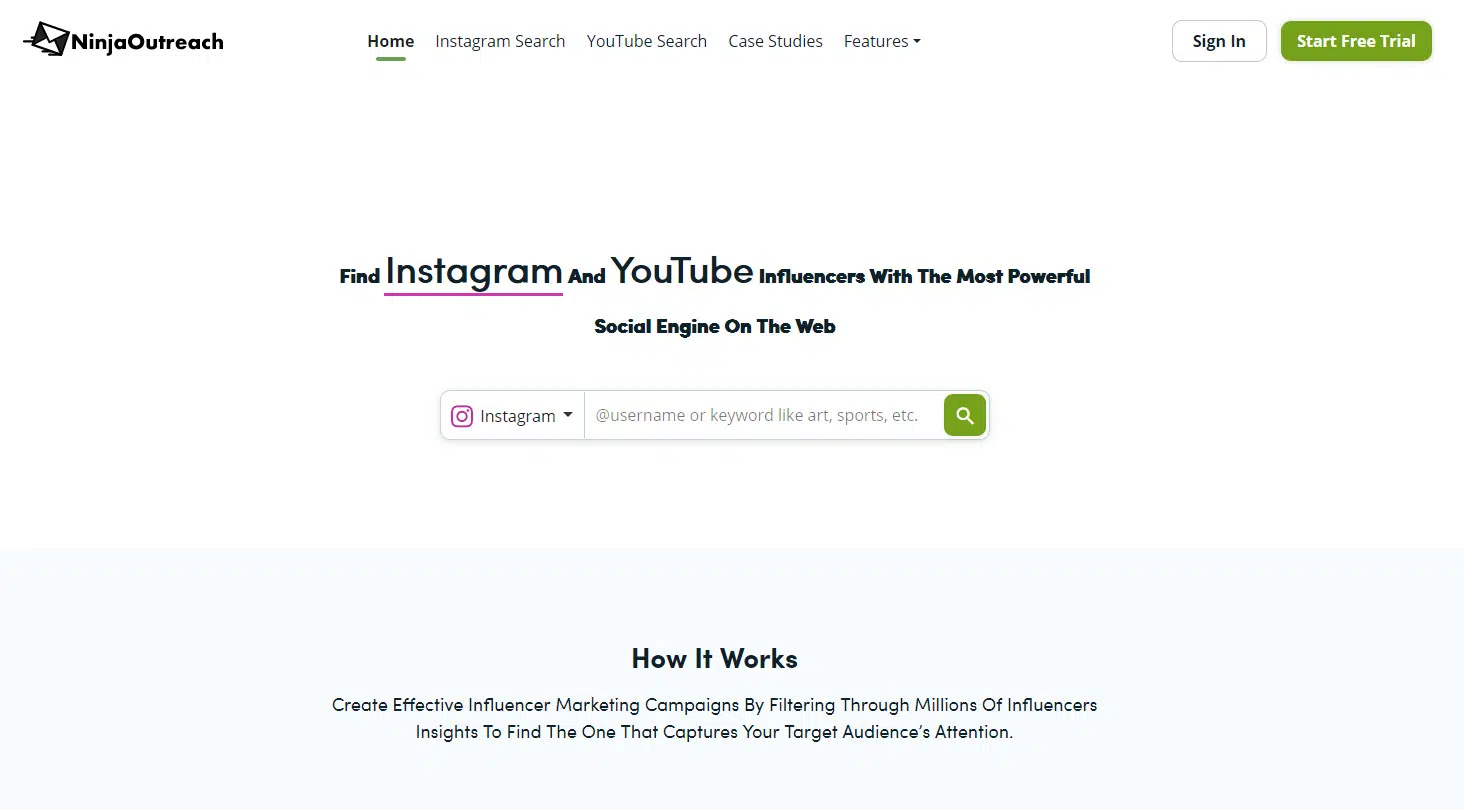 NinjaOutreach
Home Instagram Search YouTube Search Case Studies Features
Sign In Start Free Trial
Find Instagram And YouTube Influencers With The Most Powerful
Social Engine On The Web
Instagram @username or keyword like art, sports, etc.
How It Works
Create Effective Influencer Marketing Campaigns By Filtering Through Millions Of Influencers
Insights To Find The One That Captures Your Target Audience’s Attention.